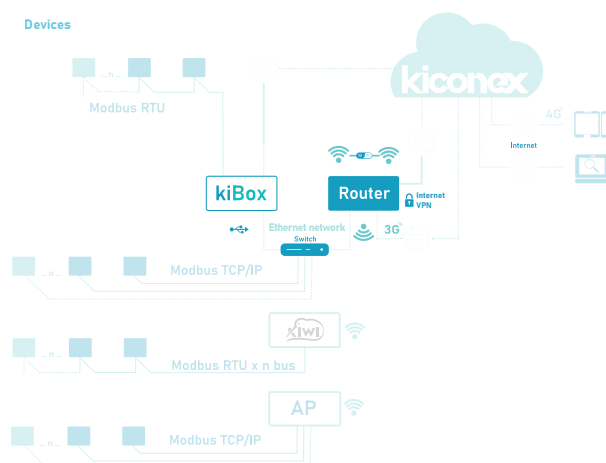 Devices
kiconex
n
Modbus RTU
4G
Internet
kiBox
Router
Internet
VPN
Ethernet network
3G
Switch
n
Modbus TCP/IP
kiwi
n
Modbus RTU x n bus
AP
n
Modbus TCP/IP